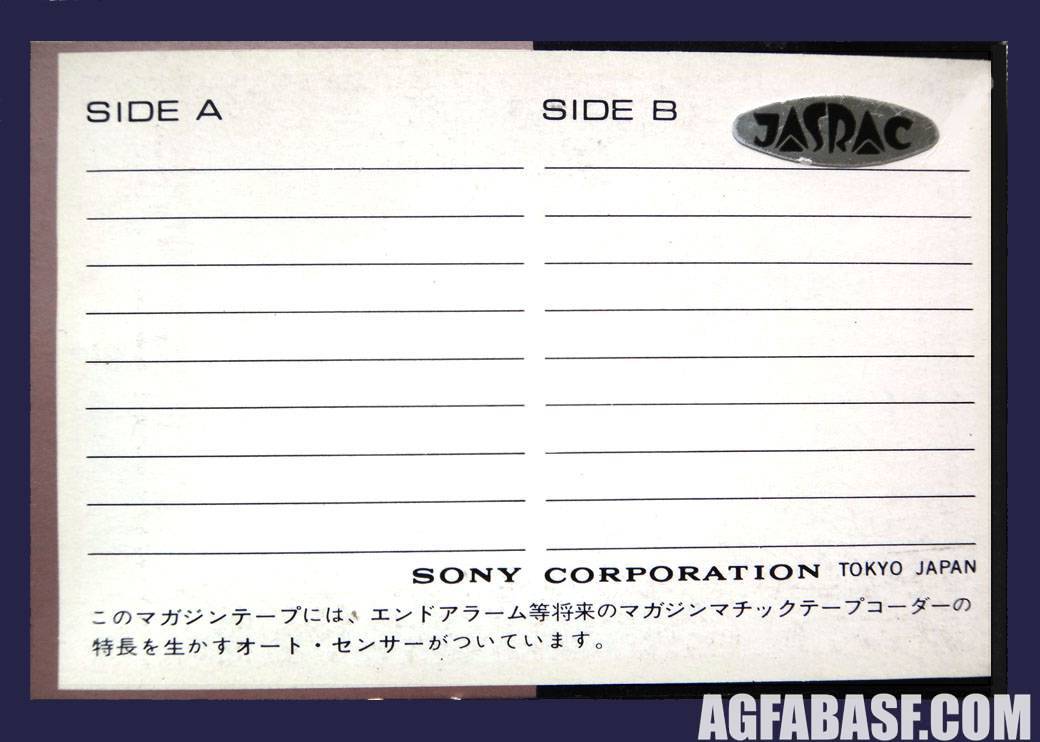 SIDE A
SIDE B
JASRAC
SONY CORPORATION TOKYO JAPAN
このマガジンテープには、エンドアラーム等将来のマガジンマチックテープコーダーの
特長を生かすオート・センサーがついています。
AGFABASF.COM